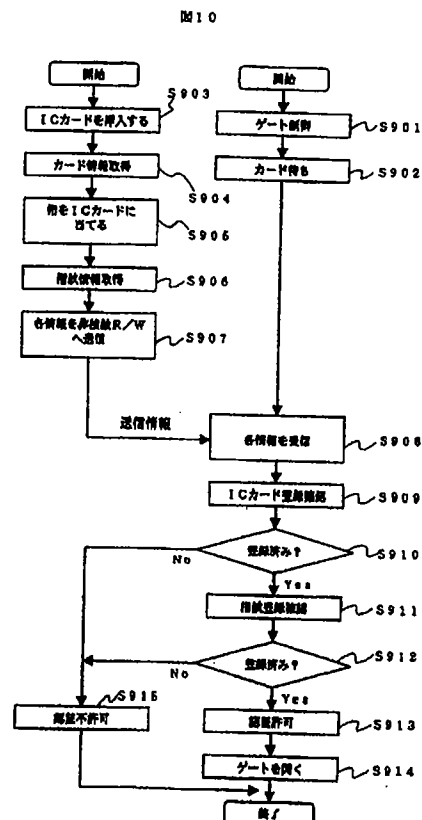 図10
開始
S903
ICカードを挿入する
カード情報取得
S904
指をICカードに
当てる
S905
指紋情報取得
S906
各情報を非接触R/W
へ送信
S907
送信情報
開始
ゲート制御
S901
カード待ち
S902
各情報を受信
S908
ICカード登録確認
S909
登録済み?
S910
No
Yes
指紋登録確認
S911
登録済み?
S912
No
Yes
S915
認証不許可
認証許可
S913
ゲートを開く
S914
終了